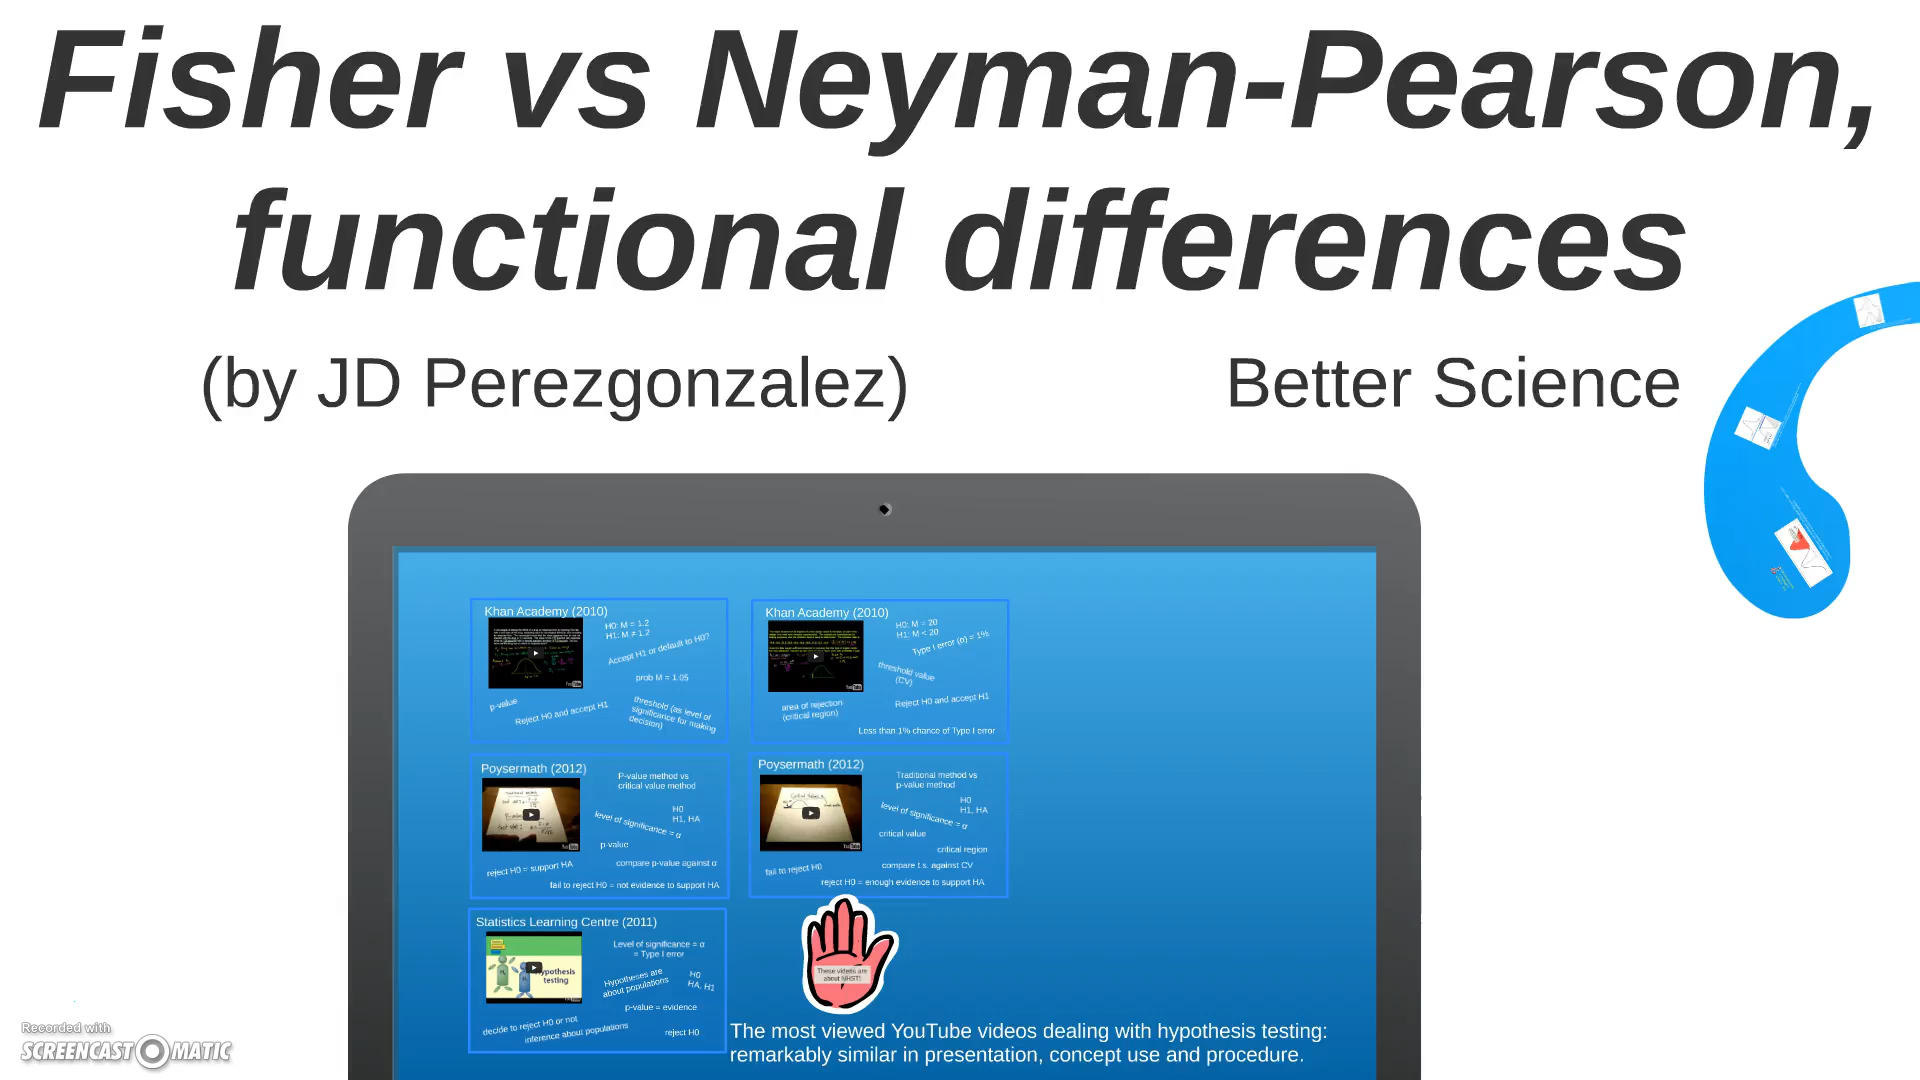 Fisher vs Neyman-Pearson,
functional differences
(by JD Perezgonzalez)
Better Science
Khan Academy (2010)
H0: M = 1.2
H1: M ≠ 1.2
Accept H1 or default to H0?
prob M = 1.05
p-value
Reject H0 and accept H1
threshold (as level of
significance for making
decision)
Khan Academy (2010)
H0: M = 20
H1: M < 20
Type I error (α) = 1%
threshold value
(CV)
area of rejection
(critical region)
Reject H0 and accept H1
Less than 1% chance of Type I error
Poysermath (2012)
P-value method vs
critical value method
H0
H1, HA
level of significance = α
p-value
compare p-value against α
reject H0 = support HA
fail to reject H0 = not evidence to support HA
Poysermath (2012)
Traditional method vs
p-value method
H0
H1, HA
level of significance = α
critical value
critical region
compare t.s. against CV
fail to reject H0
reject H0 = enough evidence to support HA
Statistics Learning Centre (2011)
Hypothesis
testing
Level of significance = α
= Type I error
Hypotheses are
about populations
H0
HA, H1
p-value = evidence
decide to reject H0 or not
inference about populations
reject H0
These videos are
about NHST!
The most viewed YouTube videos dealing with hypothesis testing:
remarkably similar in presentation, concept use and procedure.
Recorded with
SCREENCAST-O-MATIC